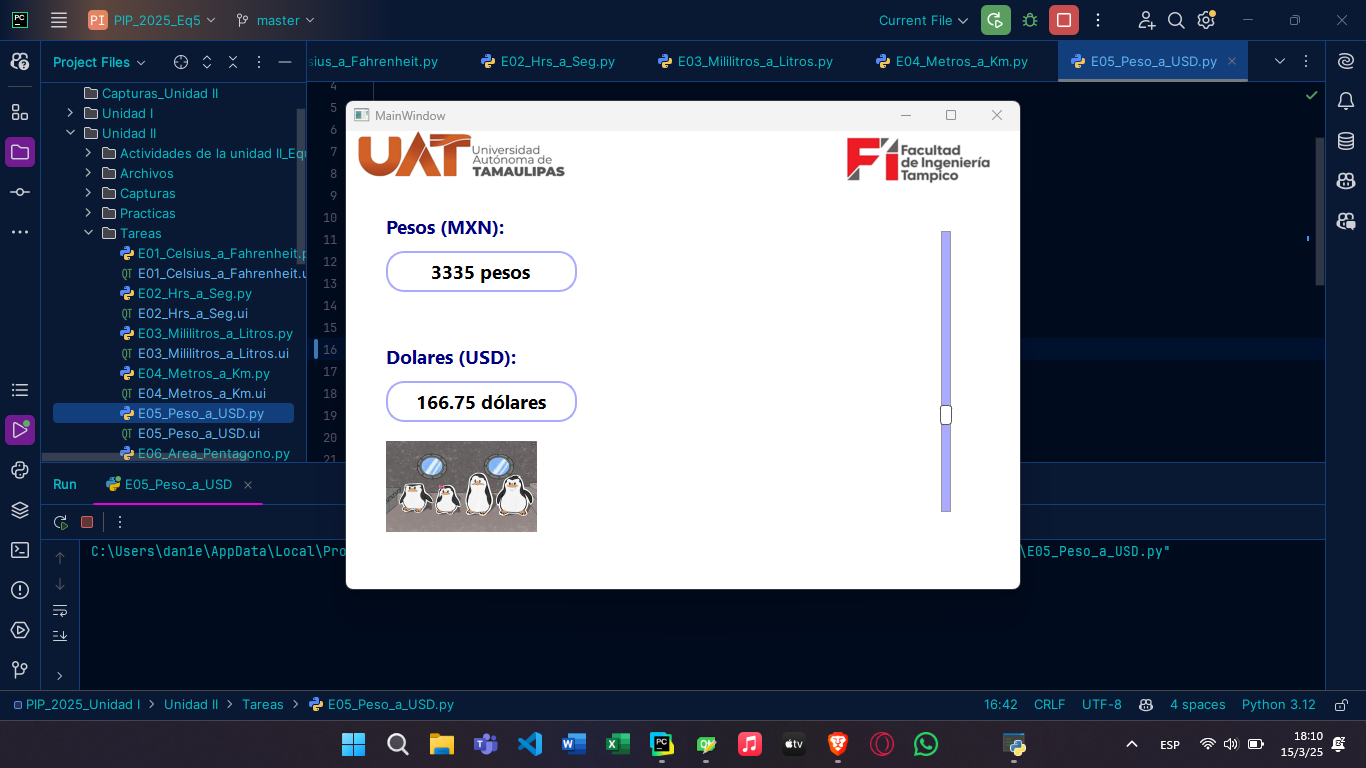 PC
PI PIP_2025_Eq5
master
Current File
Project Files
sius_a_Fahrenheit.py
E02_Hrs_a_Seg.py
E03_Mililitros_a_Litros.py
E04_Metros_a_Km.py
E05_Peso_a_USD.py
Capturas_Unidad II
Unidad I
Unidad II
Actividades de la unidad II_Equ
Archivos
Capturas
Practicas
Tareas
E01_Celsius_a_Fahrenheit.p
E01_Celsius_a_Fahrenheit.u
E02_Hrs_a_Seg.py
E02_Hrs_a_Seg.ui
E03_Mililitros_a_Litros.py
E03_Mililitros_a_Litros.ui
E04_Metros_a_Km.py
E04_Metros_a_Km.ui
E05_Peso_a_USD.py
E05_Peso_a_USD.ui
E06_Area_Pentagono.py
4
5
6
7
8
9
10
11
12
13
14
15
16
17
18
19
20
21
MainWindow
UAT Universidad
Autónoma de
TAMAULIPAS
FI Facultad
de Ingeniería
Tampico
Pesos (MXN):
3335 pesos
Dolares (USD):
166.75 dólares
Run
E05_Peso_a_USD
C:\Users\dan1e\AppData\Local\Pro
\E05_Peso_a_USD.py"
PIP_2025_Unidad I > Unidad II > Tareas > E05_Peso_a_USD.py
16:42 CRLF UTF-8 4 spaces Python 3.12
ESP
18:10
15/3/25